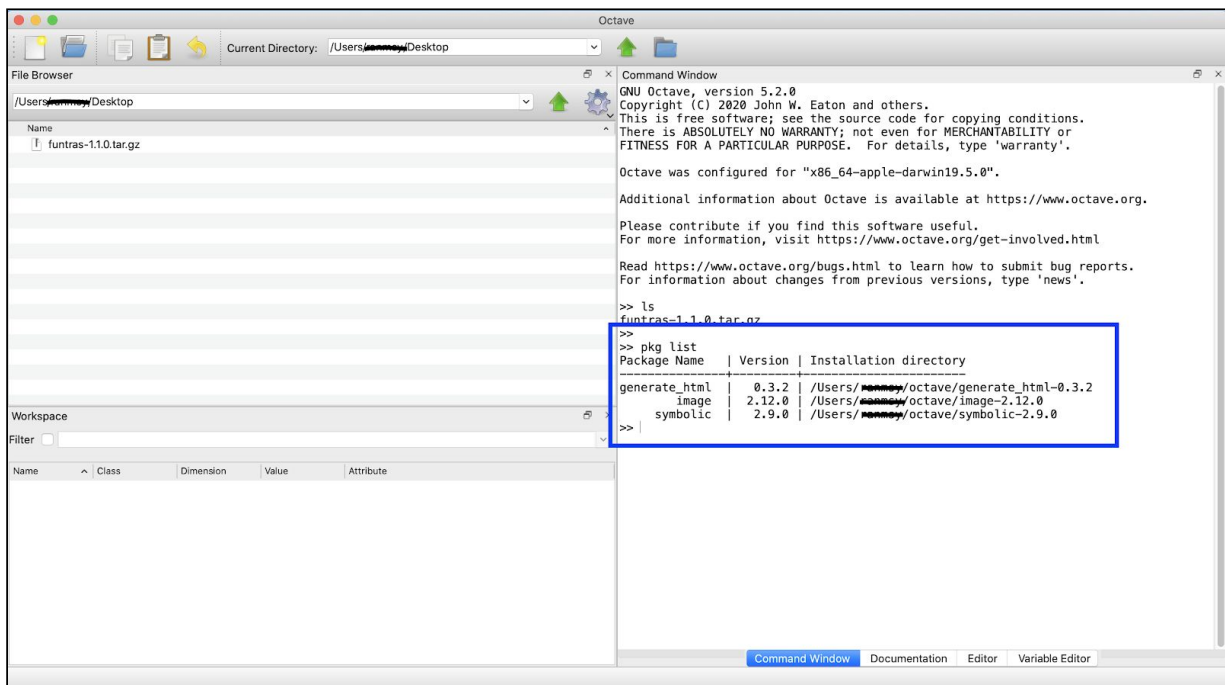 Octave
Current Directory: /Users/ /Desktop
File Browser
/Users/ /Desktop
Name
funtras-1.1.0.tar.gz
Workspace
Filter
Name Class Dimension Value Attribute
Command Window
GNU Octave, version 5.2.0
Copyright (C) 2020 John W. Eaton and others.
This is free software; see the source code for copying conditions.
There is ABSOLUTELY NO WARRANTY; not even for MERCHANTABILITY or
FITNESS FOR A PARTICULAR PURPOSE.  For details, type 'warranty'.
Octave was configured for "x86_64-apple-darwin19.5.0".
Additional information about Octave is available at https://www.octave.org.
Please contribute if you find this software useful.
For more information, visit https://www.octave.org/get-involved.html
Read https://www.octave.org/bugs.html to learn how to submit bug reports.
For information about changes from previous versions, type 'news'.
>> ls
funtras-1.1.0.tar.gz
>>
>> pkg list
Package Name  | Version | Installation directory
--------------+---------+-----------------------
generate_html |   0.3.2 | /Users/ /octave/generate_html-0.3.2
image |  2.12.0 | /Users/ /octave/image-2.12.0
symbolic |   2.9.0 | /Users/ /octave/symbolic-2.9.0
>>
Command Window Documentation Editor Variable Editor